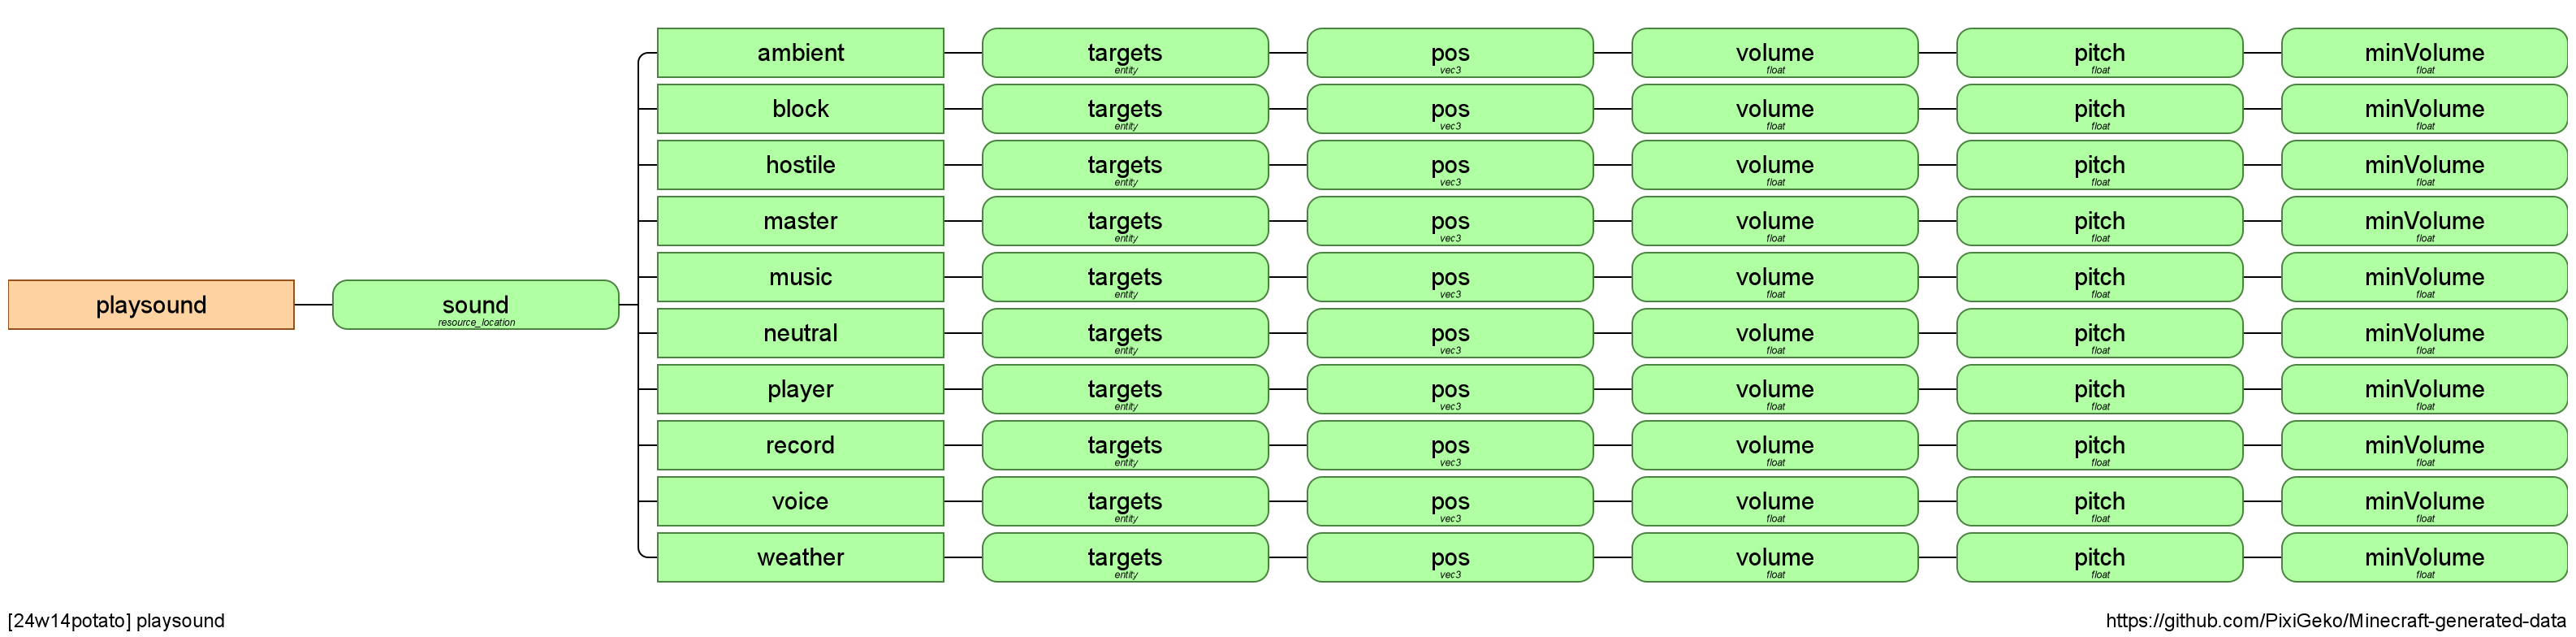 ambient targets pos volume pitch minVolume
entity vec3 float float float
block targets pos volume pitch minVolume
entity vec3 float float float
hostile targets pos volume pitch minVolume
entity vec3 float float float
master targets pos volume pitch minVolume
entity vec3 float float float
music targets pos volume pitch minVolume
entity vec3 float float float
playsound sound
resource_location
neutral targets pos volume pitch minVolume
entity vec3 float float float
player targets pos volume pitch minVolume
entity vec3 float float float
record targets pos volume pitch minVolume
entity vec3 float float float
voice targets pos volume pitch minVolume
entity vec3 float float float
weather targets pos volume pitch minVolume
entity vec3 float float float
[24w14potato] playsound https://github.com/PixiGeko/Minecraft-generated-data